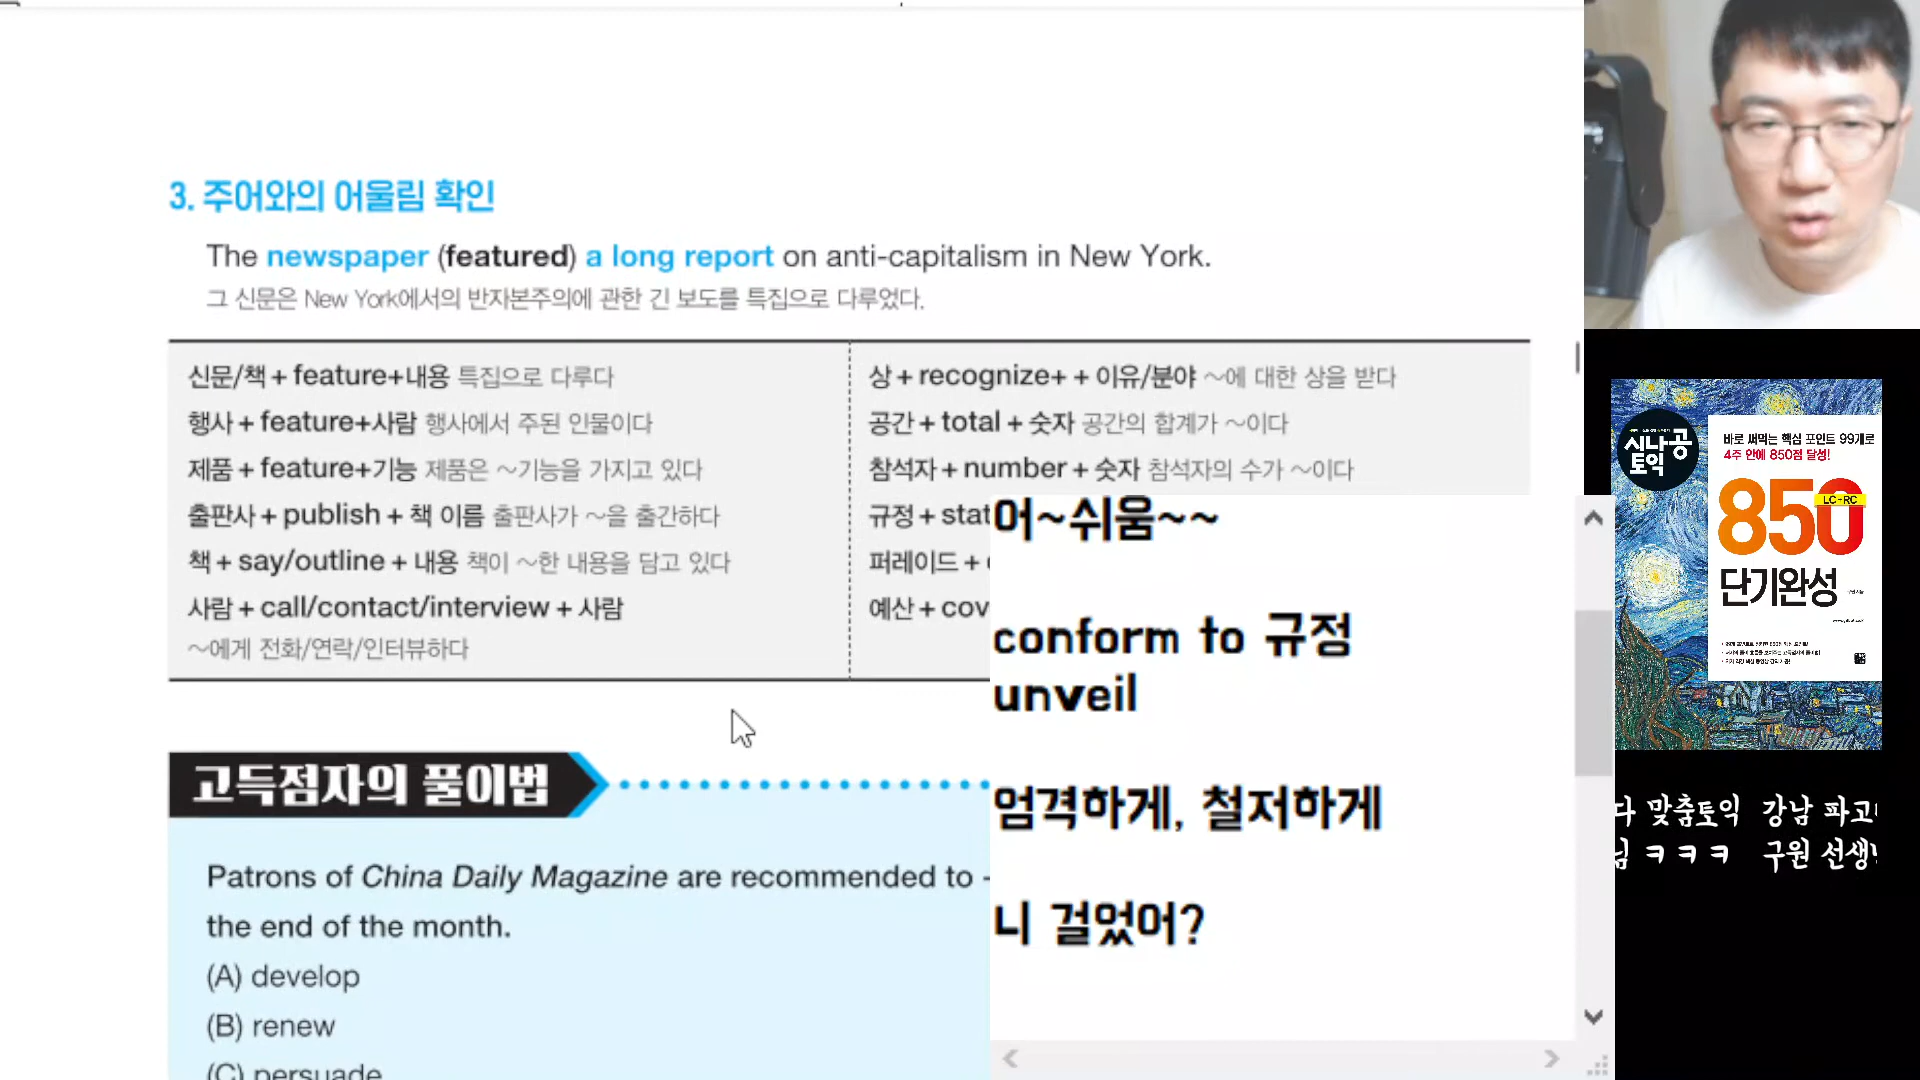 3. 주어와의 어울림 확인
The newspaper (featured) a long report on anti-capitalism in New York.
그 신문은 New York에서의 반자본주의에 관한 긴 보도를 특집으로 다루었다.
신문/책 + feature+내용 특집으로 다루다
행사 + feature+사람 행사에서 주된 인물이다
제품 + feature+기능 제품은 ~기능을 가지고 있다
출판사 + publish + 책 이름 출판사가 ~을 출간하다
책 + say/outline + 내용 책이 ~한 내용을 담고 있다
사람 + call/contact/interview + 사람
~에게 전화/연락/인터뷰하다
상 + recognize+ + 이유/분야 ~에 대한 상을 받다
공간 + total + 숫자 공간의 합계가 ~이다
참석자 + number + 숫자 참석자의 수가 ~이다
규정 + stat
퍼레이드 +
예산 + cov
어~쉬움~~
conform to 규정
unveil
엄격하게, 철저하게
니 걸었어?
고득점자의 풀이법
Patrons of China Daily Magazine are recommended to -
the end of the month.
(A) develop
(B) renew
(C) persuade
시나공
토익
바로 써먹는 핵심 포인트 99개로
4주 안에 850점 달성!
850
LC+RC
단기완성
다 맞춤토익 강남 파고
님 ㅋㅋㅋ 구원 선생